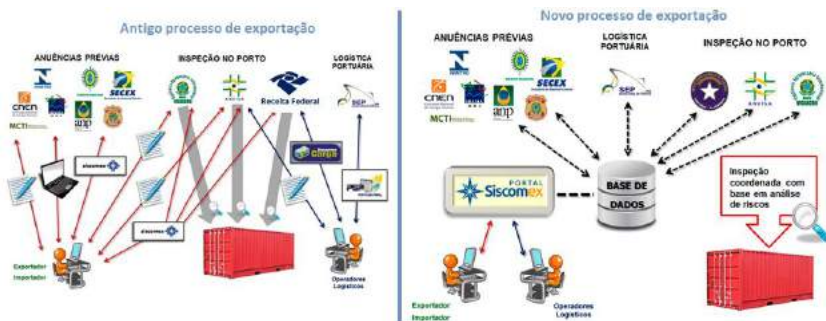 Antigo processo de exportação
ANUÊNCIAS PRÉVIAS
INSPEÇÃO NO PORTO
LOGÍSTICA
PORTUÁRIA
SECEX
CNEN
anp
MCTI
ANVISA
Receita Federal
SEP
siscomex
Carga
siscomex
Exportador
Importador
Operadores
Logísticos
Novo processo de exportação
ANUÊNCIAS PRÉVIAS
LOGÍSTICA
PORTUÁRIA
INSPEÇÃO NO PORTO
SECEX
CNEN
anp
MCTI
SEP
ANVISA
PORTAL
Siscomex
BASE DE
DADOS
Inspeção
coordenada com
base em análise
de riscos
Exportador
Importador
Operadores
Logísticos